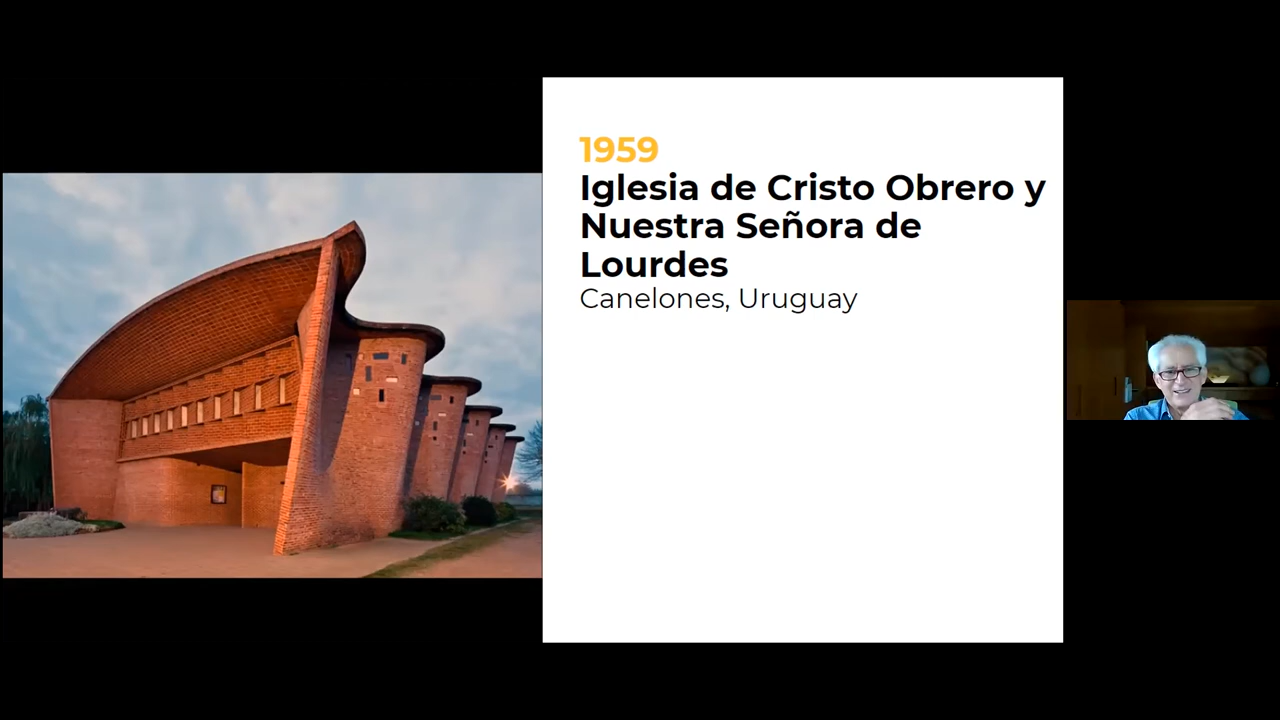 1959
Iglesia de Cristo Obrero y
Nuestra Señora de
Lourdes
Canelones, Uruguay